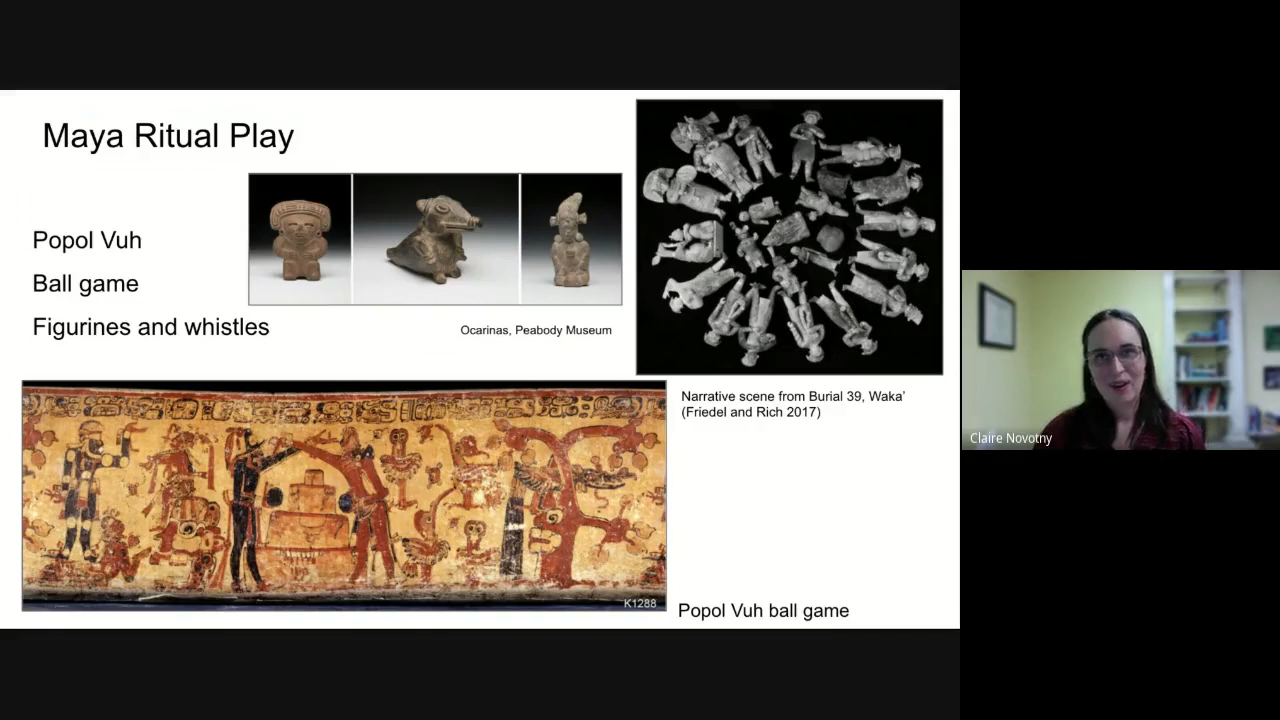 Maya Ritual Play
Popol Vuh
Ball game
Figurines and whistles
Ocarinas, Peabody Museum
Narrative scene from Burial 39, Waka’
(Friedel and Rich 2017)
K1288
Popol Vuh ball game
Claire Novotny